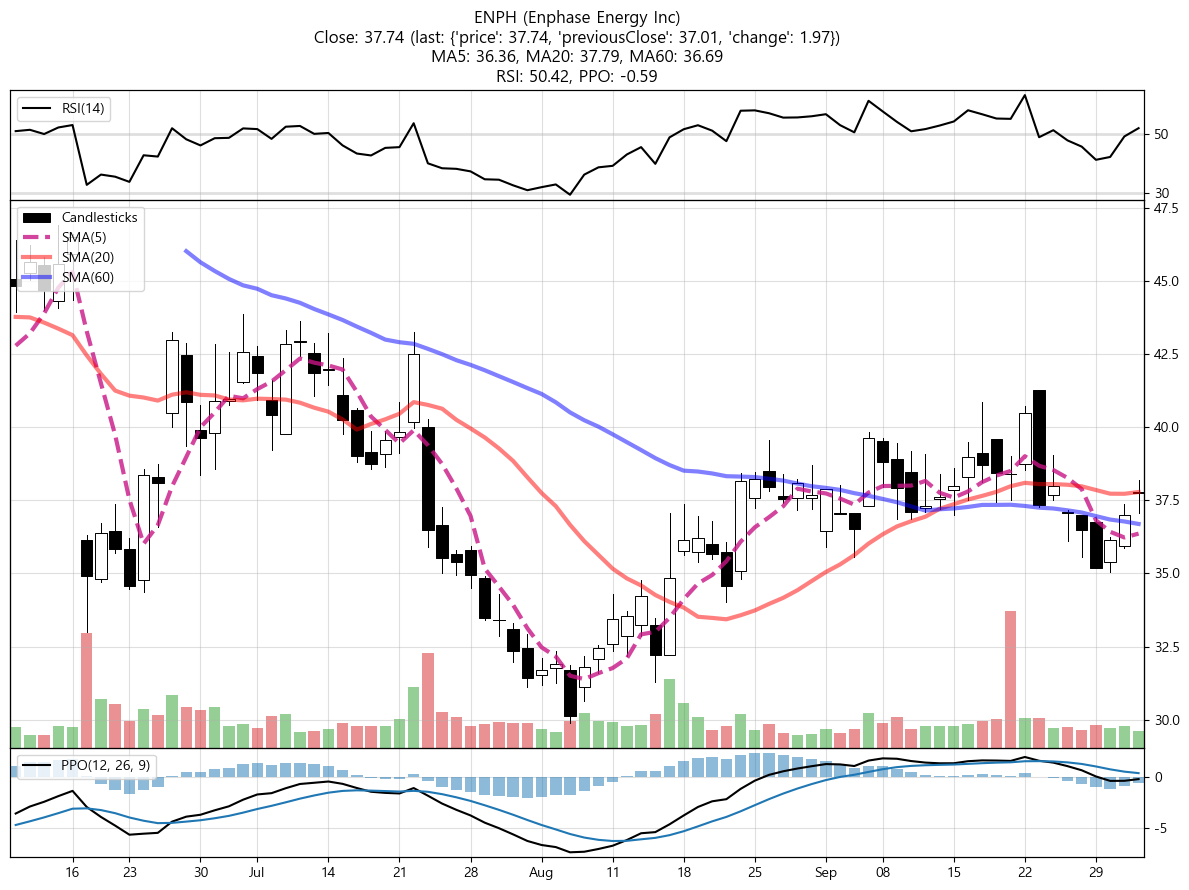 ENPH (Enphase Energy Inc)
Close: 37.74 (last: {'price': 37.74, 'previousClose': 37.01, 'change': 1.97})
MA5: 36.36, MA20: 37.79, MA60: 36.69
RSI: 50.42, PPO: -0.59
RSI(14)
50
30
Candlesticks
SMA(5)
SMA(20)
SMA(60)
47.5
45.0
42.5
40.0
37.5
35.0
32.5
30.0
PPO(12, 26, 9)
0
-5
16 23 30 Jul 14 21 28 Aug 11 18 25 Sep 08 15 22 29